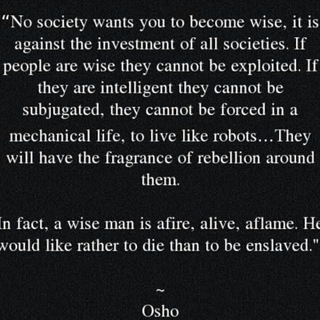 “No society wants you to become wise, it is
against the investment of all societies. If
people are wise they cannot be exploited. If
they are intelligent they cannot be
subjugated, they cannot be forced in a
mechanical life, to live like robots…They
will have the fragrance of rebellion around
them.
In fact, a wise man is afire, alive, aflame. He
would like rather to die than to be enslaved."
~
Osho